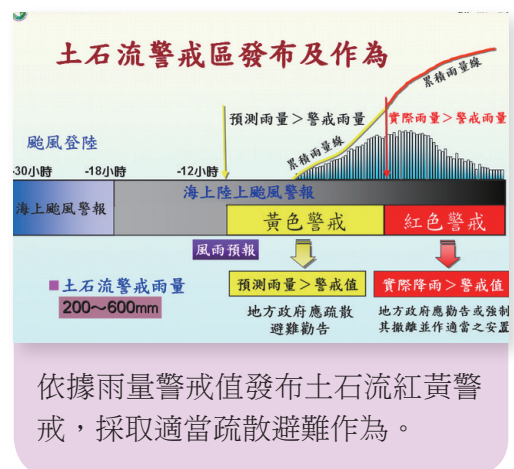 土石流警戒區發布及作為
累積雨量線
預測雨量＞警戒雨量
實際雨量＞警戒雨量
颱風登陸
累積雨量線
-30小時
-18小時
-12小時
海上陸上颱風警報
海上颱風警報
黃色警戒
紅色警戒
風雨預報
■土石流警戒雨量
200～600mm
預測雨量＞警戒值
實際降雨＞警戒值
地方政府應疏散
避難勸告
地方政府應勸告或強制
其撤離並作適當之安置
依據雨量警戒值發布土石流紅黃警
戒，採取適當疏散避難作為。